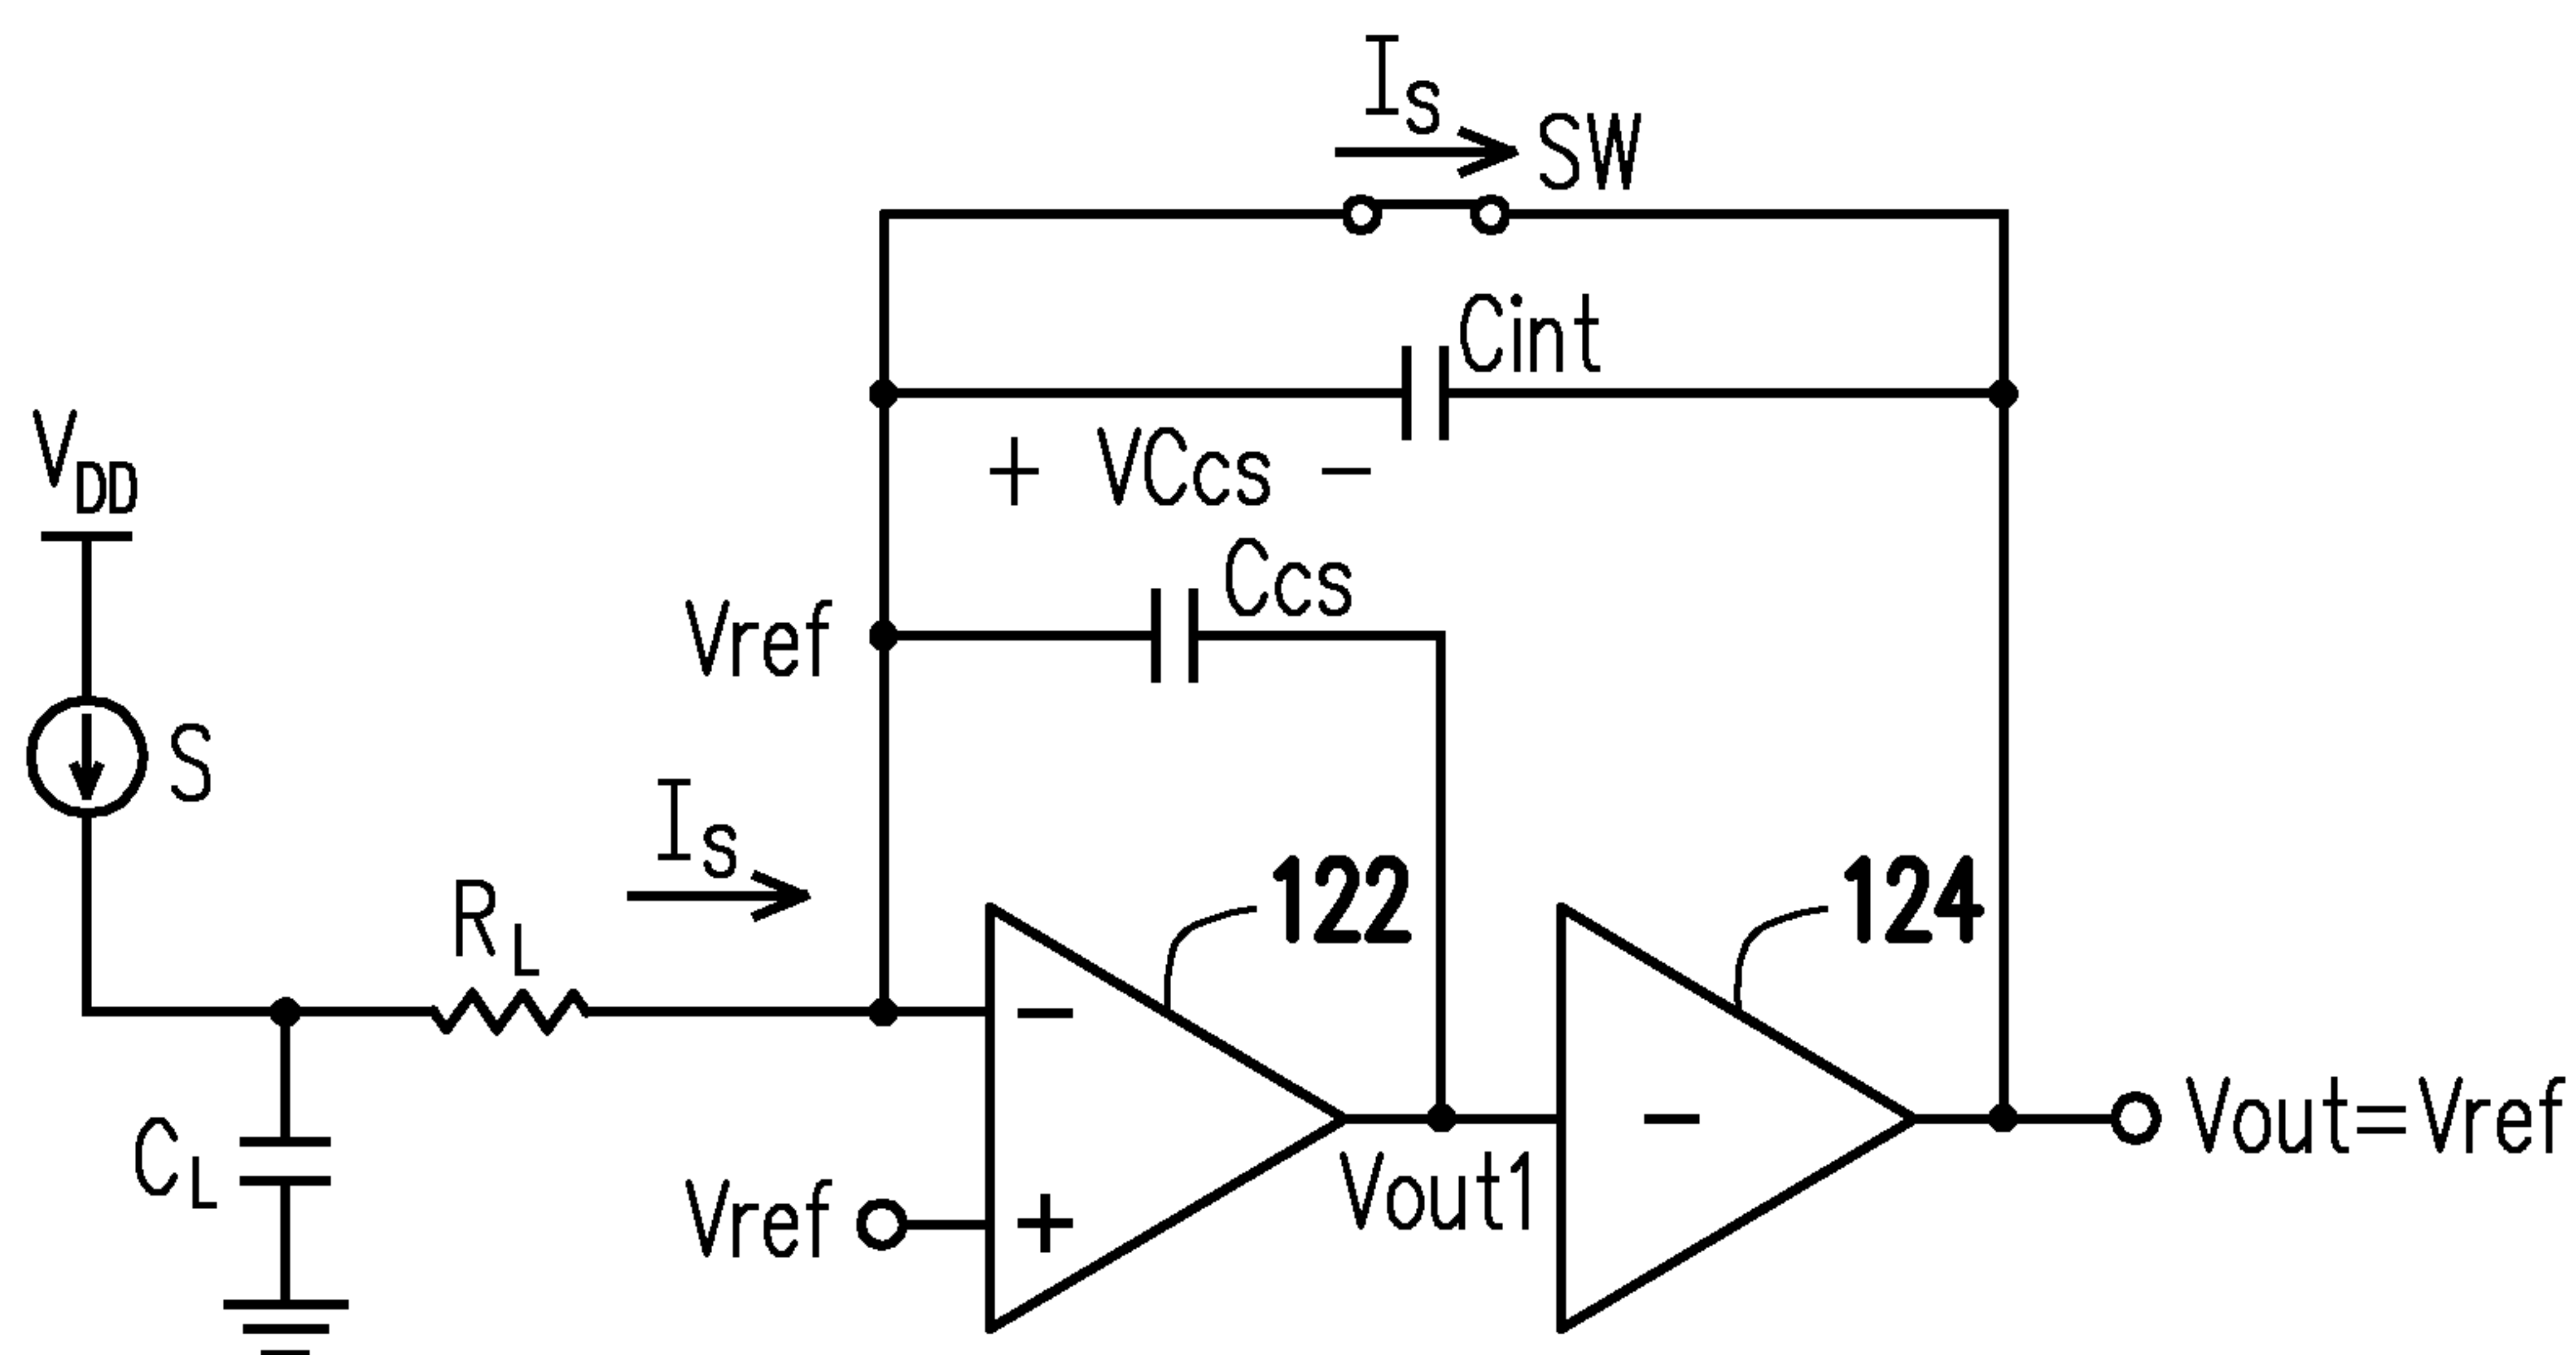 Is
SW
Cint
VDD
+ VCcs −
Ccs
Vref
S
Is
RL
122
124
−
−
CL
Vref
+
Vout1
Vout=Vref